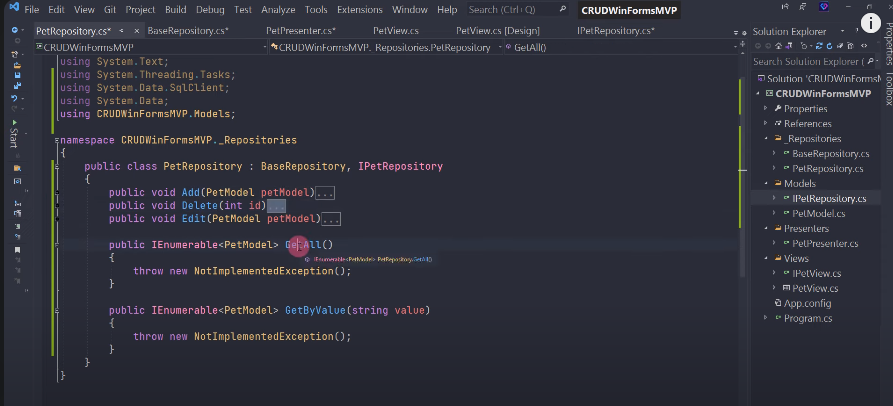 File Edit View Git Project Build Debug Test Analyze Tools Extensions Window Help Search (Ctrl+Q) CRUDWinFormsMVP
PetRepository.cs* BaseRepository.cs* PetPresenter.cs* PetView.cs PetView.cs [Design] IPetRepository.cs*
CRUDWinFormsMVP CRUDWinFormsMVP._Repositories.PetRepository GetAll()
using System.Text;
using System.Threading.Tasks;
using System.Data.SqlClient;
using System.Data;
using CRUDWinFormsMVP.Models;
namespace CRUDWinFormsMVP._Repositories
{
public class PetRepository : BaseRepository, IPetRepository
{
public void Add(PetModel petModel)...
public void Delete(int id)...
public void Edit(PetModel petModel)...
public IEnumerable<PetModel> GetAll()
{
IEnumerable<PetModel> PetRepository.GetAll()
throw new NotImplementedException();
}
public IEnumerable<PetModel> GetByValue(string value)
{
throw new NotImplementedException();
}
}
}
Start
Solution Explorer
Search Solution Explorer (
Solution 'CRUDWinFormsM
CRUDWinFormsMVP
Properties
References
_Repositories
BaseRepository.cs
PetRepository.cs
Models
IPetRepository.cs
PetModel.cs
Presenters
PetPresenter.cs
Views
IPetView.cs
PetView.cs
App.config
Program.cs
Properties Toolbox
i